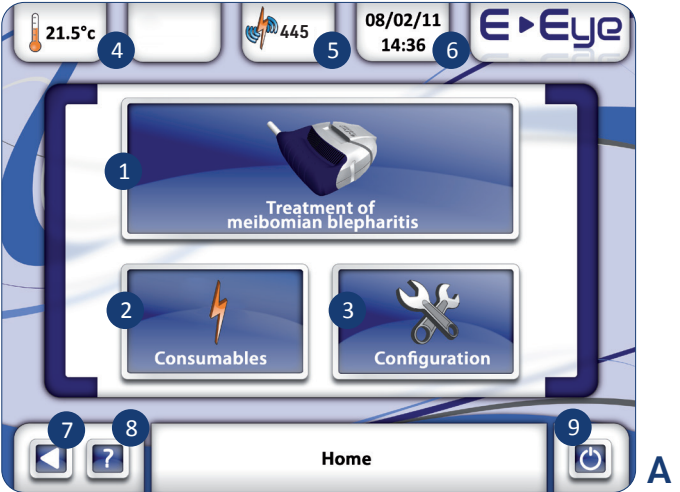 21.5°c
4
445
5
08/02/11
14:36
6
E‣Eye
1
Treatment of
meibomian blepharitis
2
Consumables
3
Configuration
7
8
?
Home
9
A